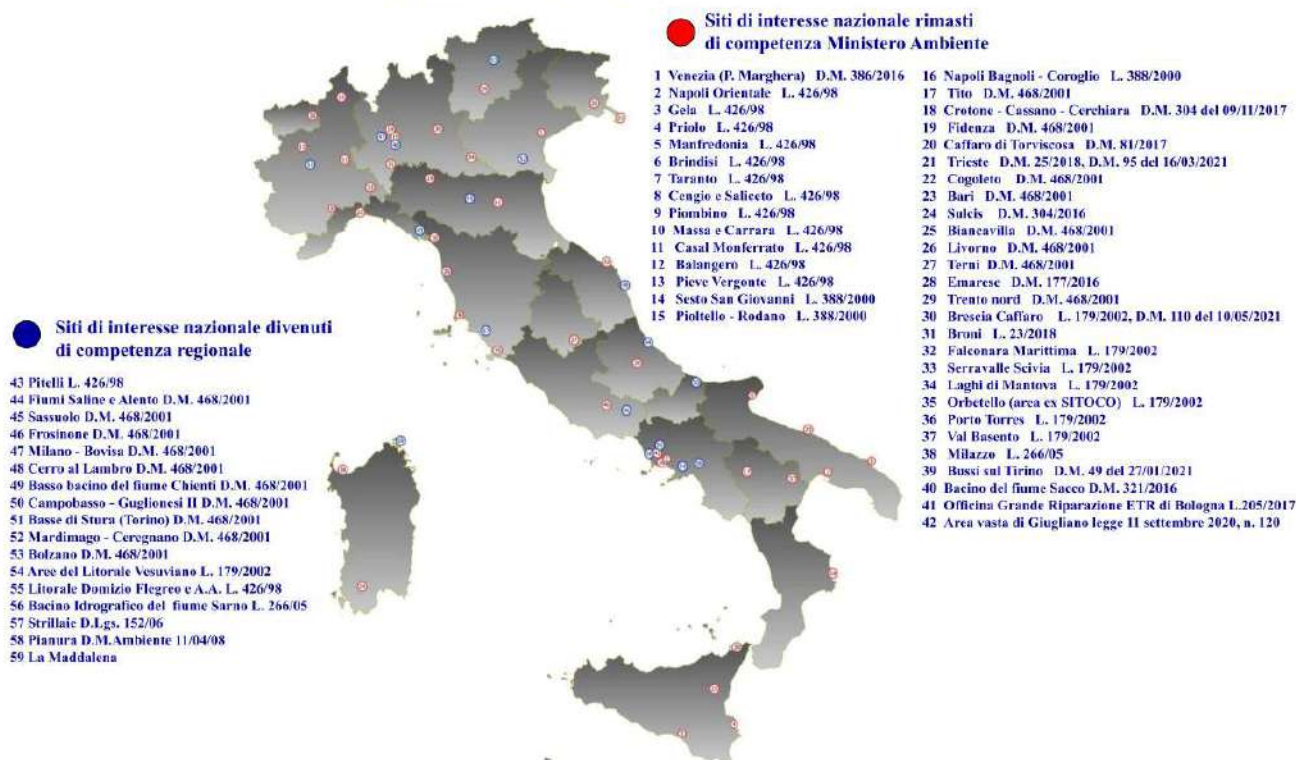 Siti di interesse nazionale rimasti
di competenza Ministero Ambiente
1 Venezia (P. Marghera) D.M. 386/2016
2 Napoli Orientale L. 426/98
3 Gela L. 426/98
4 Priolo L. 426/98
5 Manfredonia L. 426/98
6 Brindisi L. 426/98
7 Taranto L. 426/98
8 Cengio e Saliceto L. 426/98
9 Piombino L. 426/98
10 Massa e Carrara L. 426/98
11 Casal Monferrato L. 426/98
12 Balangero L. 426/98
13 Pieve Vergonte L. 426/98
14 Sesto San Giovanni L. 388/2000
15 Pioltello - Rodano L. 388/2000
16 Napoli Bagnoli - Coroglio L. 388/2000
17 Tito D.M. 468/2001
18 Crotone - Cassano - Cerchiara D.M. 304 del 09/11/2017
19 Fidenza D.M. 468/2001
20 Caffaro di Torviscosa D.M. 81/2017
21 Trieste D.M. 25/2018, D.M. 95 del 16/03/2021
22 Cogoleto D.M. 468/2001
23 Bari D.M. 468/2001
24 Sulcis D.M. 304/2016
25 Biancavilla D.M. 468/2001
26 Livorno D.M. 468/2001
27 Terni D.M. 468/2001
28 Emarese D.M. 177/2016
29 Trento nord D.M. 468/2001
30 Brescia Caffaro L. 179/2002, D.M. 110 del 10/05/2021
31 Broni L. 23/2018
32 Falconara Marittima L. 179/2002
33 Serravalle Scivia L. 179/2002
34 Laghi di Mantova L. 179/2002
35 Orbetello (area ex SITOCO) L. 179/2002
36 Porto Torres L. 179/2002
37 Val Basento L. 179/2002
38 Milazzo L. 266/05
39 Bussi sul Tirino D.M. 49 del 27/01/2021
40 Bacino del fiume Sacco D.M. 321/2016
41 Officina Grande Riparazione ETR di Bologna L.205/2017
42 Area vasta di Giugliano legge 11 settembre 2020, n. 120
Siti di interesse nazionale divenuti
di competenza regionale
43 Pitelli L. 426/98
44 Fiumi Saline e Alento D.M. 468/2001
45 Sassuolo D.M. 468/2001
46 Frosinone D.M. 468/2001
47 Milano - Bovisa D.M. 468/2001
48 Cerro al Lambro D.M. 468/2001
49 Basso bacino del fiume Chienti D.M. 468/2001
50 Campobasso - Guglionesi II D.M. 468/2001
51 Basse di Stura (Torino) D.M. 468/2001
52 Mardimago - Ceregnano D.M. 468/2001
53 Bolzano D.M. 468/2001
54 Aree del Litorale Vesuviano L. 179/2002
55 Litorale Domizio Flegreo e A.A. L. 426/98
56 Bacino Idrografico del fiume Sarno L. 266/05
57 Strillaie D.Lgs. 152/06
58 Pianura D.M.Ambiente 11/04/08
59 La Maddalena